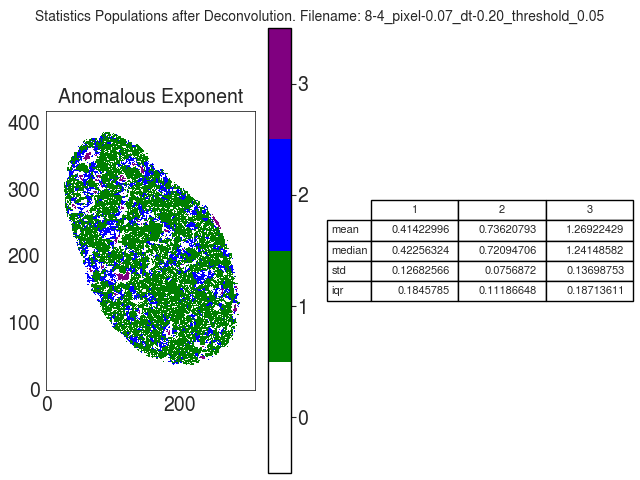 Statistics Populations after Deconvolution. Filename: 8-4_pixel-0.07_dt-0.20_threshold_0.05
Anomalous Exponent
400
300
200
100
0
0 200
3
2
1
0
1 2 3
mean 0.41422996 0.73620793 1.26922429
median 0.42256324 0.72094706 1.24148582
std 0.12682566 0.0756872 0.13698753
iqr 0.1845785 0.11186648 0.18713611